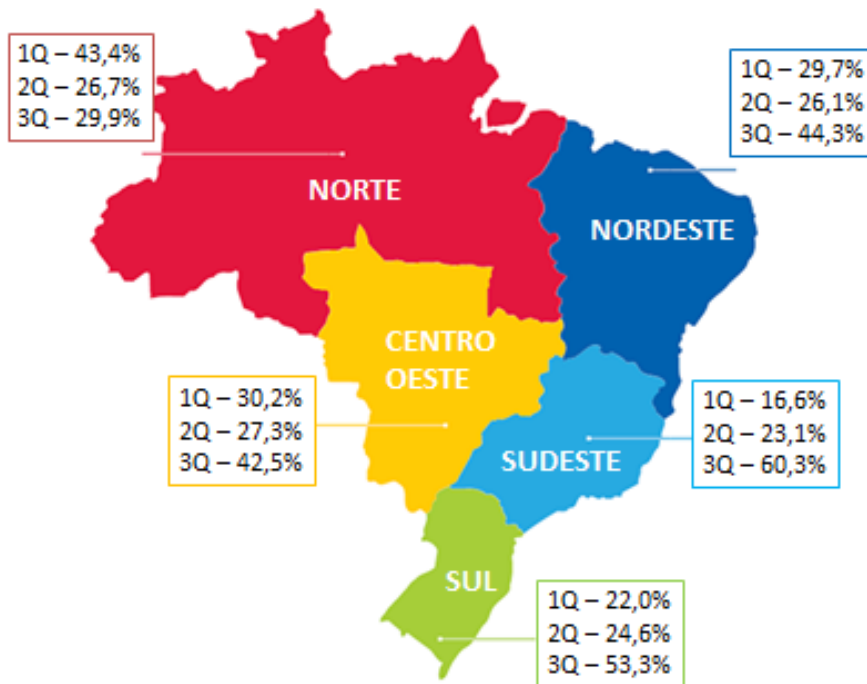 1Q – 43,4%
2Q – 26,7%
3Q – 29,9%
1Q – 29,7%
2Q – 26,1%
3Q – 44,3%
NORTE
NORDESTE
CENTRO
OESTE
1Q – 30,2%
2Q – 27,3%
3Q – 42,5%
1Q – 16,6%
2Q – 23,1%
3Q – 60,3%
SUDESTE
SUL
1Q – 22,0%
2Q – 24,6%
3Q – 53,3%